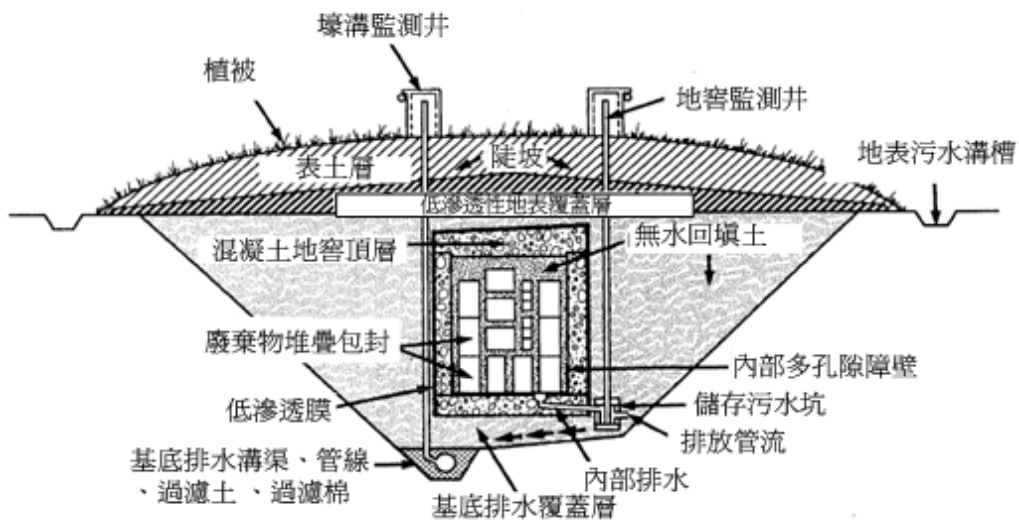 壕溝監測井
植被
地窖監測井
地表污水溝槽
表土層
陡坡
低滲透性地表覆蓋層
混凝土地窖頂層
無水回填土
廢棄物堆疊包封
內部多孔隙障壁
低滲透膜
儲存污水坑
排放管流
基底排水溝渠、管線
、過濾土、過濾棉
內部排水
基底排水覆蓋層